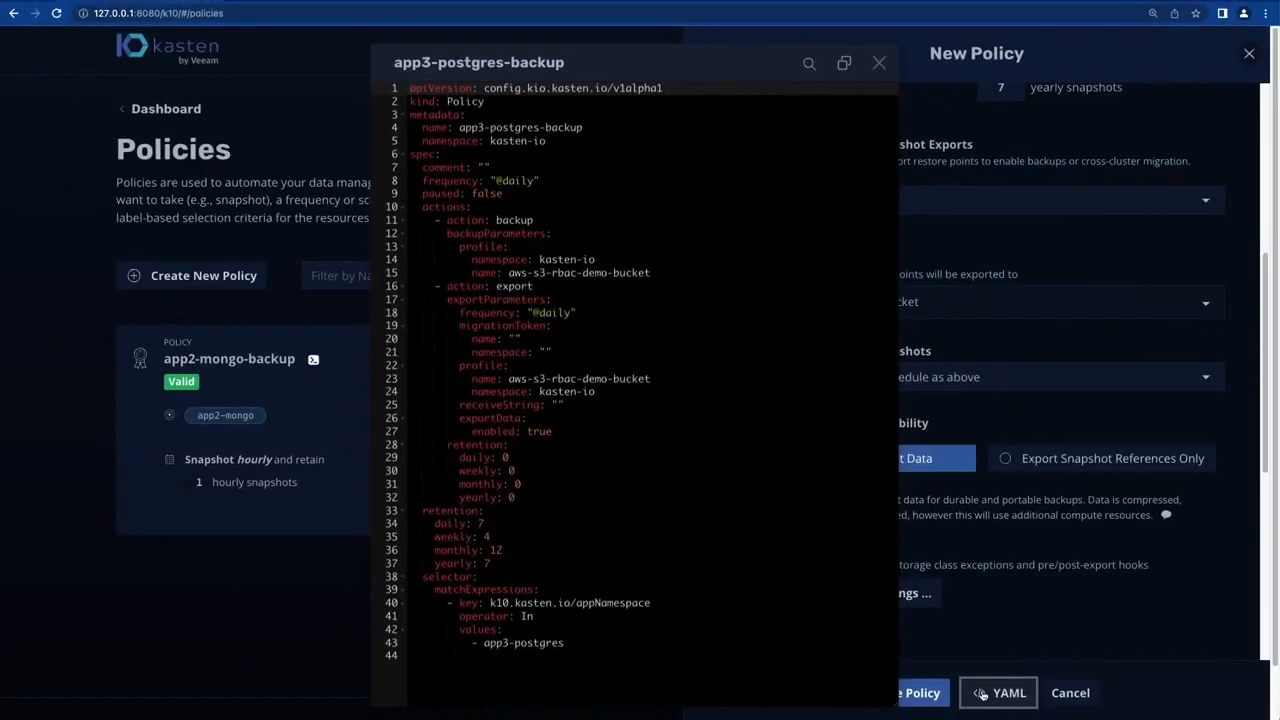 127.0.0.1:8080/k10/#/policies
kasten
by Veeam
Dashboard
Policies
Policies are used to automate your data manag
want to take (e.g., snapshot), a frequency or sc
label-based selection criteria for the resources
Create New Policy
Filter by Na
POLICY
app2-mongo-backup
Valid
app2-mongo
Snapshot hourly and retain
1 hourly snapshots
app3-postgres-backup
1 apiVersion: config.kio.kasten.io/v1alpha1
2 kind: Policy
3 metadata:
4 name: app3-postgres-backup
5 namespace: kasten-io
6 spec:
7 comment: ""
8 frequency: "@daily"
9 paused: false
10 actions:
11 - action: backup
12 backupParameters:
13 profile:
14 namespace: kasten-io
15 name: aws-s3-rbac-demo-bucket
16 - action: export
17 exportParameters:
18 frequency: "@daily"
19 migrationToken:
20 name: ""
21 namespace: ""
22 profile:
23 name: aws-s3-rbac-demo-bucket
24 namespace: kasten-io
25 receiveString: ""
26 exportData:
27 enabled: true
28 retention:
29 daily: 0
30 weekly: 0
31 monthly: 0
32 yearly: 0
33 retention:
34 daily: 7
35 weekly: 4
36 monthly: 12
37 yearly: 7
38 selector:
39 matchExpressions:
40 - key: k10.kasten.io/appNamespace
41 operator: In
42 values:
43 - app3-postgres
44
New Policy
7 yearly snapshots
shot Exports
ort restore points to enable backups or cross-cluster migration.
oints will be exported to
cket
shots
edule as above
bility
t Data
Export Snapshot References Only
t data for durable and portable backups. Data is compressed,
ed, however this will use additional compute resources.
torage class exceptions and pre/post-export hooks
ngs ...
e Policy
YAML
Cancel